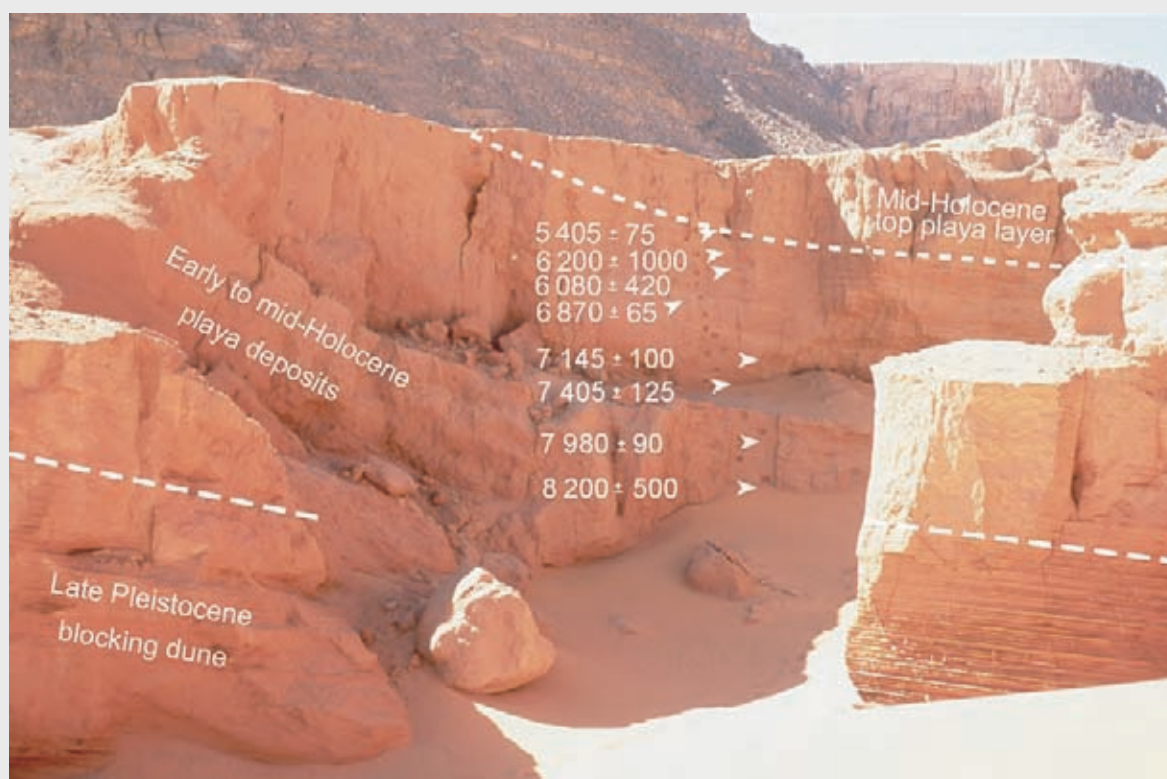 Mid-Holocene
top playa layer
5 405 ± 75
6 200 ± 1000
6 080 ± 420
6 870 ± 65
7 145 ± 100
7 405 ± 125
7 980 ± 90
8 200 ± 500
Early to mid-Holocene
playa deposits
Late Pleistocene
blocking dune